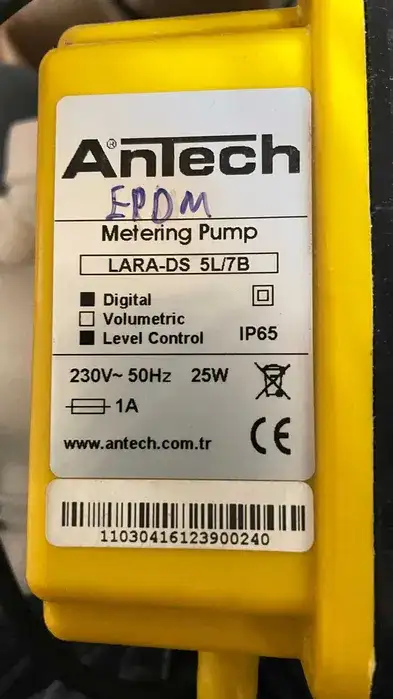 AnTech®
EPDM
Metering Pump
LARA-DS 5L/7B
Digital
Volumetric
Level Control IP65
230V~ 50Hz 25W
1A
www.antech.com.tr
CE
11030416123900240